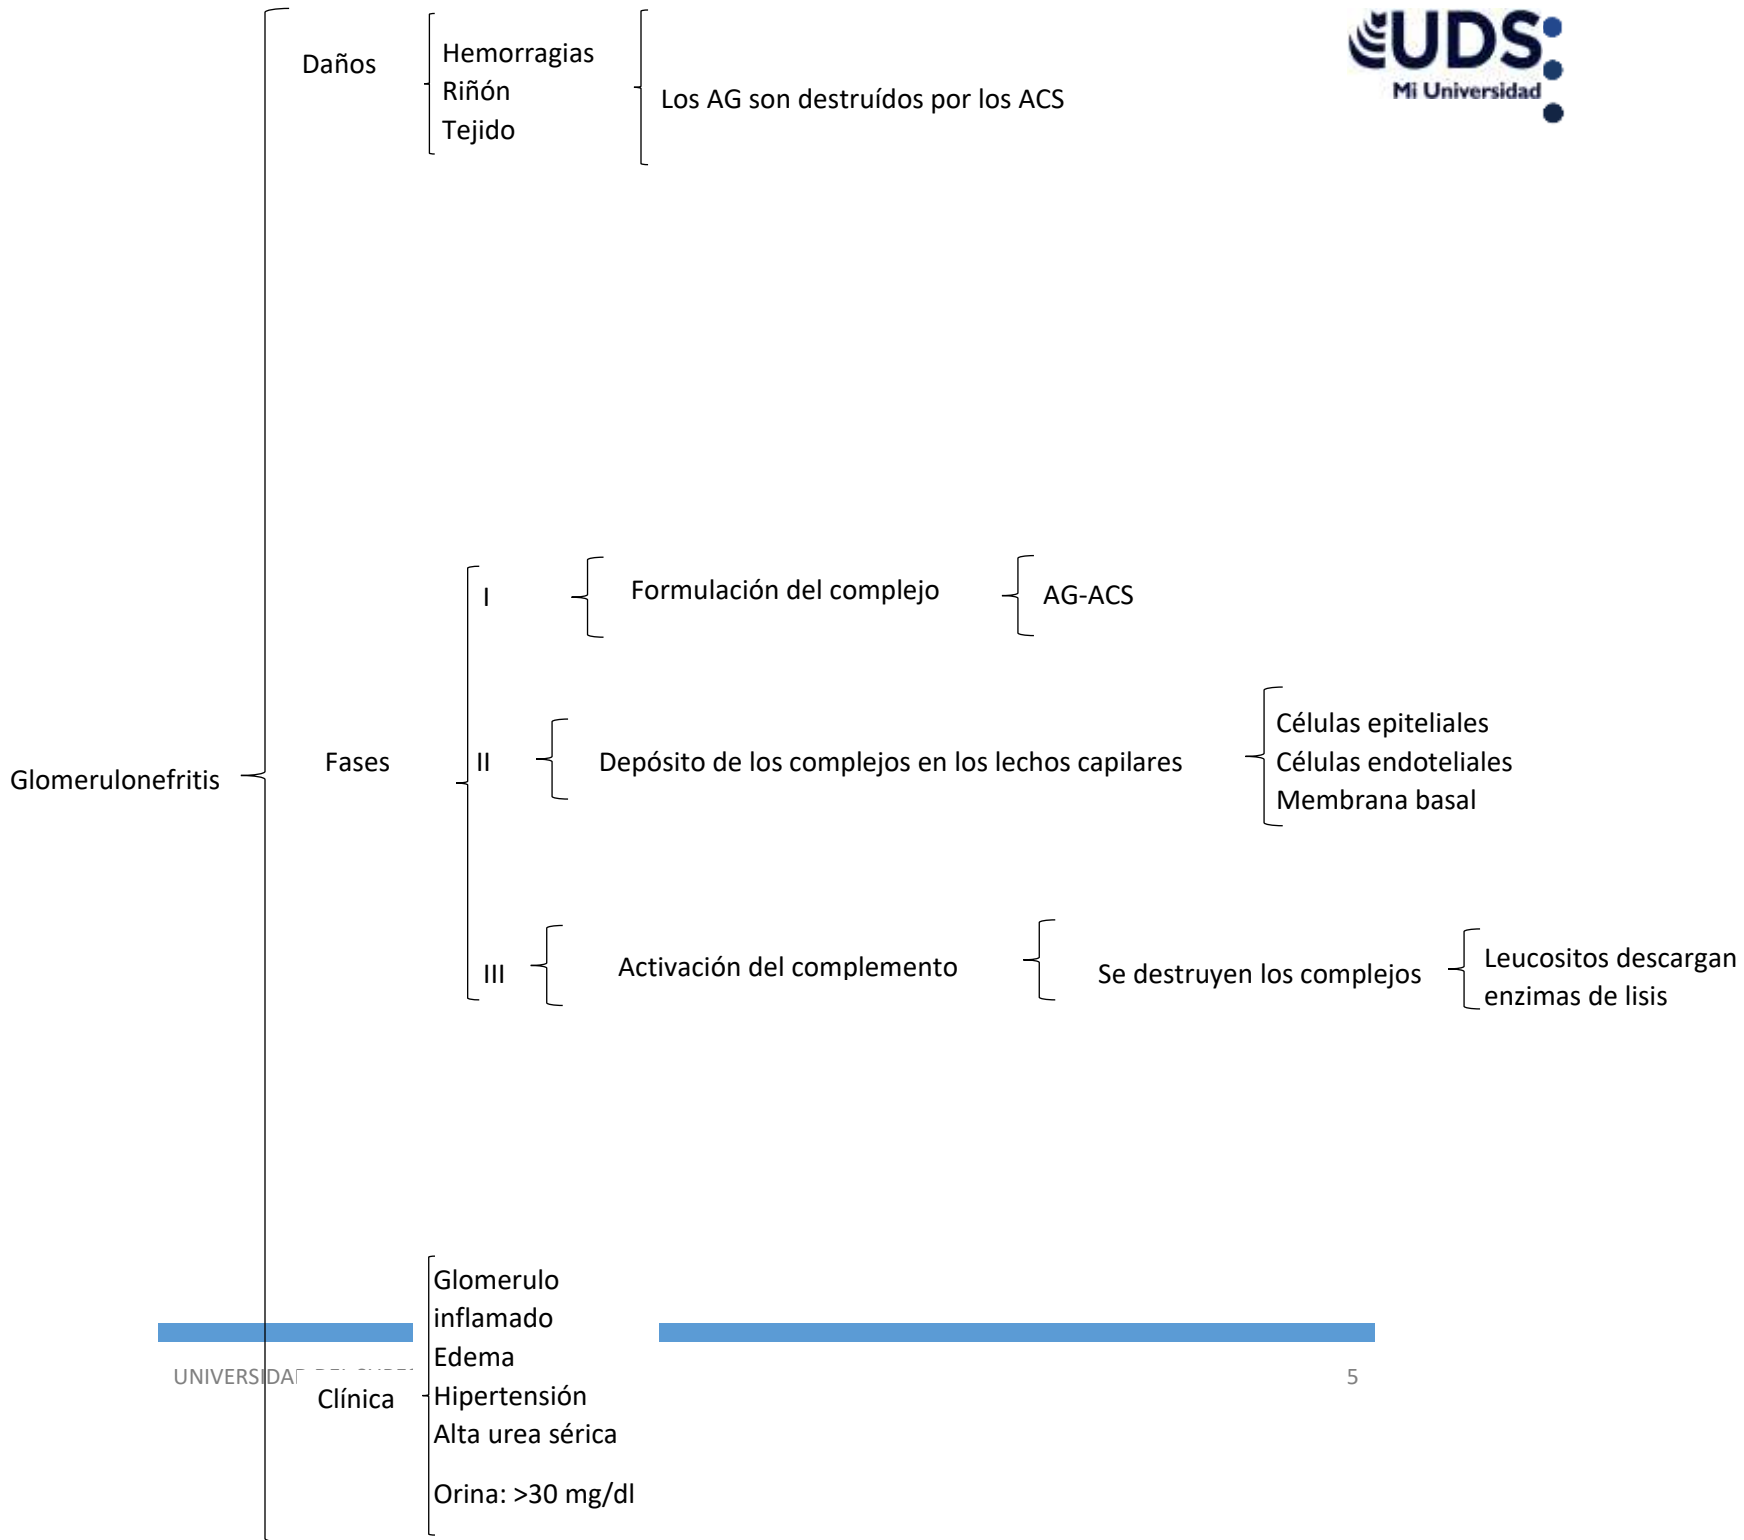 UDS
Mi Universidad
Daños
Hemorragias
Riñón
Tejido
Los AG son destruídos por los ACS
Glomerulonefritis
Fases
I
Formulación del complejo
AG-ACS
II
Depósito de los complejos en los lechos capilares
Células epiteliales
Células endoteliales
Membrana basal
III
Activación del complemento
Se destruyen los complejos
Leucositos descargan
enzimas de lisis
Clínica
Glomerulo
inflamado
Edema
Hipertensión
Alta urea sérica
Orina: >30 mg/dl
UNIVERSIDAD
5